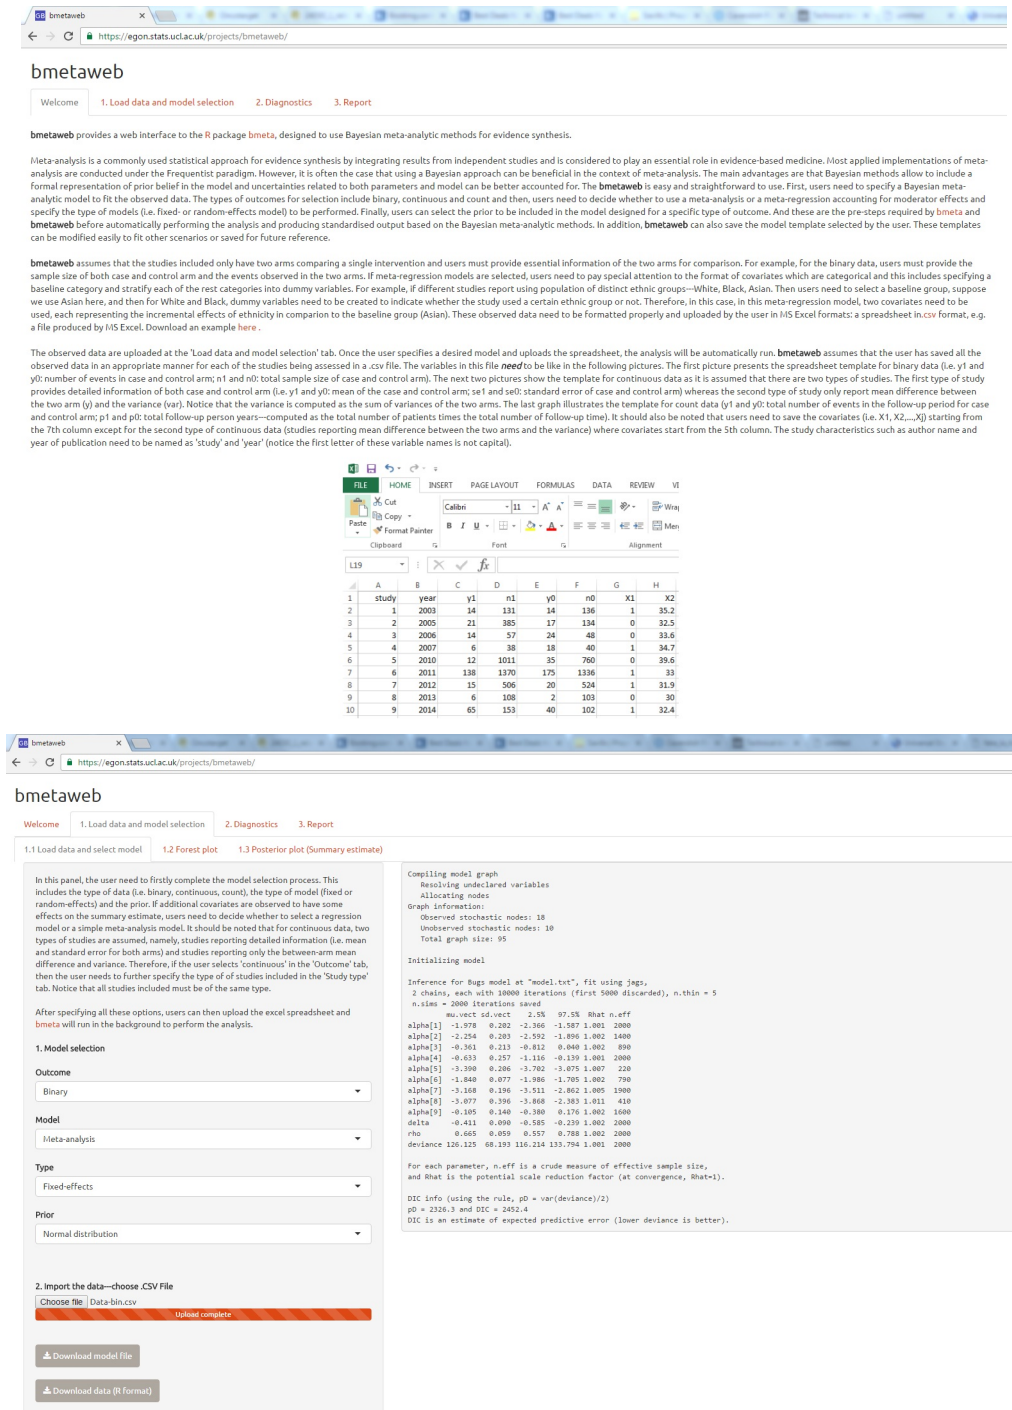 bmetaweb
https://egon.stats.ucl.ac.uk/projects/bmetaweb/
bmetaweb
Welcome 1. Load data and model selection 2. Diagnostics 3. Report
bmetaweb provides a web interface to the R package bmeta, designed to use Bayesian meta-analytic methods for evidence synthesis.
Meta-analysis is a commonly used statistical approach for evidence synthesis by integrating results from independent studies and is considered to play an essential role in evidence-based medicine. Most applied implementations of meta-
analysis are conducted under the Frequentist paradigm. However, it is often the case that using a Bayesian approach can be beneficial in the context of meta-analysis. The main advantages are that Bayesian methods allow to include a
formal representation of prior belief in the model and uncertainties related to both parameters and model can be better accounted for. The bmetaweb is easy and straightforward to use. First, users need to specify a Bayesian meta-
analytic model to fit the observed data. The types of outcomes for selection include binary, continuous and count and then, users need to decide whether to use a meta-analysis or a meta-regression accounting for moderator effects and
specify the type of models (i.e. fixed- or random-effects model) to be performed. Finally, users can select the prior to be included in the model designed for a specific type of outcome. And these are the pre-steps required by bmeta and
bmetaweb before automatically performing the analysis and producing standardised output based on the Bayesian meta-analytic methods. In addition, bmetaweb can also save the model template selected by the user. These templates
can be modified easily to fit other scenarios or saved for future reference.
bmetaweb assumes that the studies included only have two arms comparing a single intervention and users must provide essential information of the two arms for comparison. For example, for the binary data, users must provide the
sample size of both case and control arm and the events observed in the two arms. If meta-regression models are selected, users need to pay special attention to the format of covariates which are categorical and this includes specifying a
baseline category and stratify each of the rest categories into dummy variables. For example, if different studies report using population of distinct ethnic groups---White, Black, Asian. Then users need to select a baseline group, suppose
we use Asian here, and then for White and Black, dummy variables need to be created to indicate whether the study used a certain ethnic group or not. Therefore, in this case, in this meta-regression model, two covariates need to be
used, each representing the incremental effects of ethnicity in comparion to the baseline group (Asian). These observed data need to be formatted properly and uploaded by the user in MS Excel formats: a spreadsheet in.csv format, e.g.
a file produced by MS Excel. Download an example here .
The observed data are uploaded at the 'Load data and model selection' tab. Once the user specifies a desired model and uploads the spreadsheet, the analysis will be automatically run. bmetaweb assumes that the user has saved all the
observed data in an appropriate manner for each of the studies being assessed in a .csv file. The variables in this file need to be like in the following pictures. The first picture presents the spreadsheet template for binary data (i.e. y1 and
y0: number of events in case and control arm; n1 and n0: total sample size of case and control arm). The next two pictures show the template for continuous data as it is assumed that there are two types of studies. The first type of study
provides detailed information of both case and control arm (i.e. y1 and y0: mean of the case and control arm; se1 and se0: standard error of case and control arm) whereas the second type of study only report mean difference between
the two arm (y) and the variance (var). Notice that the variance is computed as the sum of variances of the two arms. The last graph illustrates the template for count data (y1 and y0: total number of events in the follow-up period for case
and control arm; p1 and p0: total follow-up person years---computed as the total number of patients times the total number of follow-up time). It should also be noted that users need to save the covariates (i.e. X1, X2,...,Xj) starting from
the 7th column except for the second type of continuous data (studies reporting mean difference between the two arms and the variance) where covariates start from the 5th column. The study characteristics such as author name and
year of publication need to be named as 'study' and 'year' (notice the first letter of these variable names is not capital).
FILE HOME INSERT PAGE LAYOUT FORMULAS DATA REVIEW VI
Cut
Copy
Format Painter
Paste
Calibri 11 A A
B I U A
Wrap
Mer
Clipboard Font Alignment
L19 fx
A B C D E F G H
1 study year y1 n1 y0 n0 X1 X2
2 1 2003 14 131 14 136 1 35.2
3 2 2005 21 385 17 134 0 32.5
4 3 2006 14 57 24 48 0 33.6
5 4 2007 6 38 18 40 1 34.7
6 5 2010 12 1011 35 760 0 39.6
7 6 2011 138 1370 175 1336 1 33
8 7 2012 15 506 20 524 1 31.9
9 8 2013 6 108 2 103 0 30
10 9 2014 65 153 40 102 1 32.4
bmetaweb
https://egon.stats.ucl.ac.uk/projects/bmetaweb/
bmetaweb
Welcome 1. Load data and model selection 2. Diagnostics 3. Report
1.1 Load data and select model 1.2 Forest plot 1.3 Posterior plot (Summary estimate)
In this panel, the user need to firstly complete the model selection process. This
includes the type of data (i.e. binary, continuous, count), the type of model (fixed or
random-effects) and the prior. If additional covariates are observed to have some
effects on the summary estimate, users need to decide whether to select a regression
model or a simple meta-analysis model. It should be noted that for continuous data, two
types of studies are assumed, namely, studies reporting detailed information (i.e. mean
and standard error for both arms) and studies reporting only the between-arm mean
difference and variance. Therefore, if the user selects 'continuous' in the 'Outcome' tab,
then the user needs to further specify the type of of studies included in the 'Study type'
tab. Notice that all studies included must be of the same type.
After specifying all these options, users can then upload the excel spreadsheet and
bmeta will run in the background to perform the analysis.
1. Model selection
Outcome
Binary
Model
Meta-analysis
Type
Fixed-effects
Prior
Normal distribution
2. Import the data---choose .CSV File
Choose file Data-bin.csv
Upload complete
Download model file
Download data (R format)
Compiling model graph
Resolving undeclared variables
Allocating nodes
Graph information:
Observed stochastic nodes: 18
Unobserved stochastic nodes: 10
Total graph size: 95
Initializing model
Inference for Bugs model at "model.txt", fit using jags,
2 chains, each with 10000 iterations (first 5000 discarded), n.thin = 5
n.sims = 2000 iterations saved
mu.vect sd.vect 2.5% 97.5% Rhat n.eff
alpha[1] -1.978 0.202 -2.366 -1.587 1.001 2000
alpha[2] -2.254 0.203 -2.592 -1.896 1.002 1400
alpha[3] -0.361 0.213 -0.812 0.040 1.002 890
alpha[4] -0.633 0.257 -1.116 -0.139 1.001 2000
alpha[5] -3.390 0.206 -3.702 -3.075 1.007 220
alpha[6] -1.840 0.077 -1.986 -1.705 1.002 790
alpha[7] -3.168 0.196 -3.511 -2.862 1.005 1900
alpha[8] -3.077 0.396 -3.868 -2.383 1.011 410
alpha[9] -0.105 0.140 -0.380 0.176 1.002 1600
delta -0.411 0.090 -0.585 -0.239 1.002 2000
rho 0.665 0.059 0.557 0.788 1.002 2000
deviance 126.125 68.193 116.214 133.794 1.001 2000
For each parameter, n.eff is a crude measure of effective sample size,
and Rhat is the potential scale reduction factor (at convergence, Rhat=1).
DIC info (using the rule, pD = var(deviance)/2)
pD = 2326.3 and DIC = 2452.4
DIC is an estimate of expected predictive error (lower deviance is better).